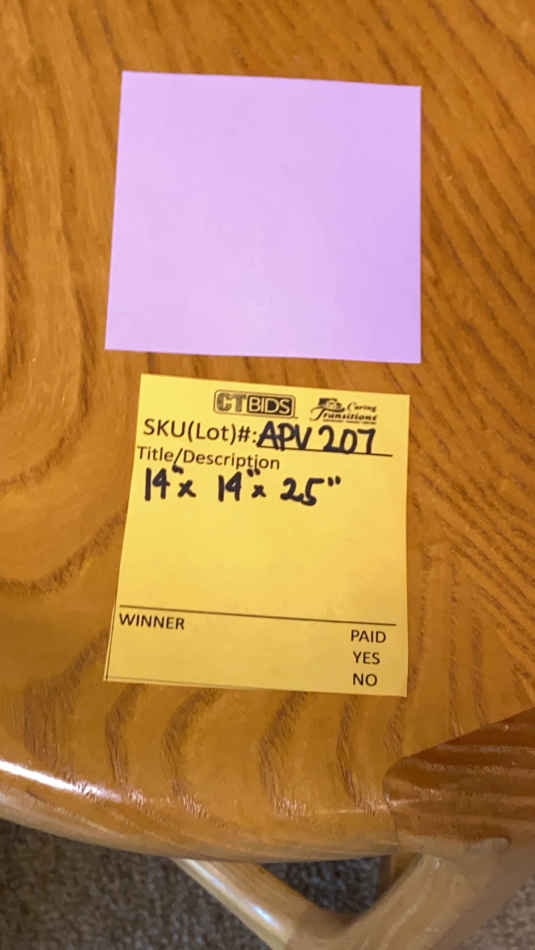 CTBIDS Caring Transitions
SKU(Lot)#: APV 207
Title/Description
14" x 14" x 25"
WINNER
PAID
YES
NO